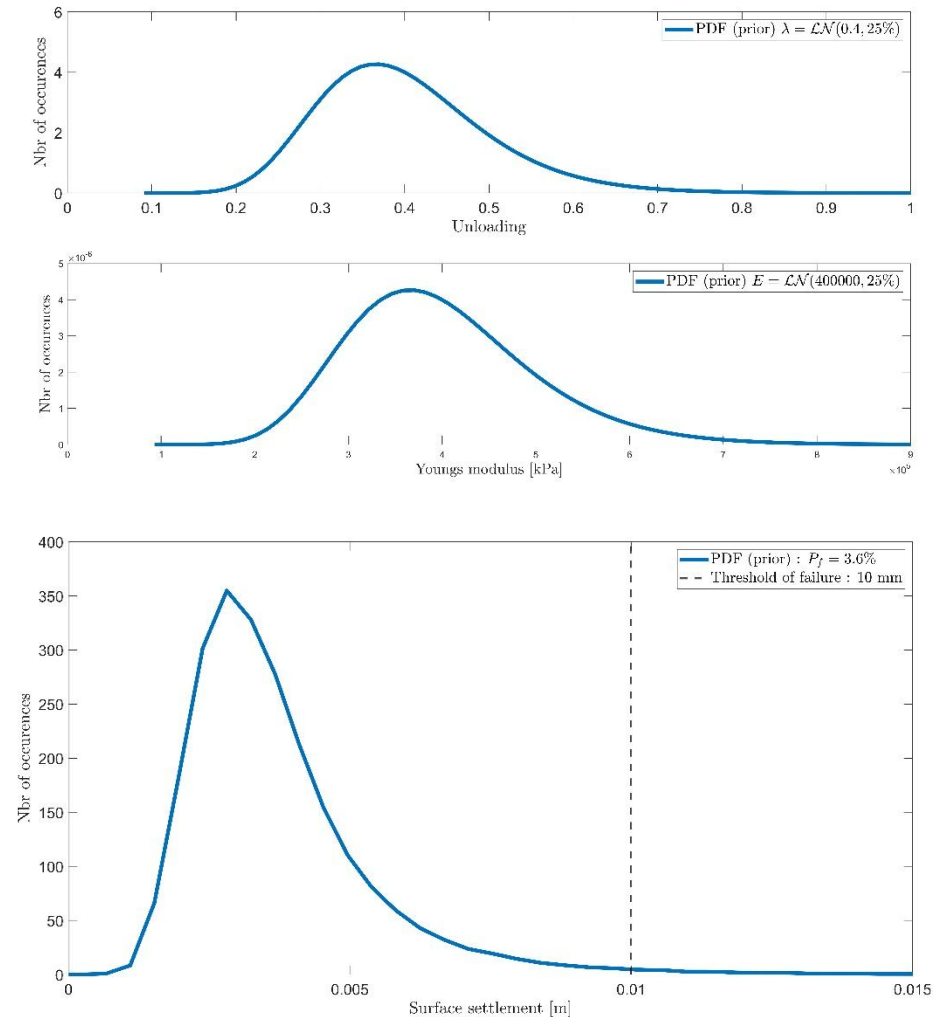 PDF (prior) λ = 𝓛𝓝(0.4, 25%)
6
4
2
0
Nbr of occurences
0 0.1 0.2 0.3 0.4 0.5 0.6 0.7 0.8 0.9 1
Unloading
×10⁻⁶
PDF (prior) E = 𝓛𝓝(400000, 25%)
5
4
3
2
1
0
Nbr of occurences
0 1 2 3 4 5 6 7 8 9
Youngs modulus [kPa]
PDF (prior) : P_f = 3.6%
Threshold of failure : 10 mm
400
350
300
250
200
150
100
50
0
Nbr of occurences
0 0.005 0.01 0.015
Surface settlement [m]